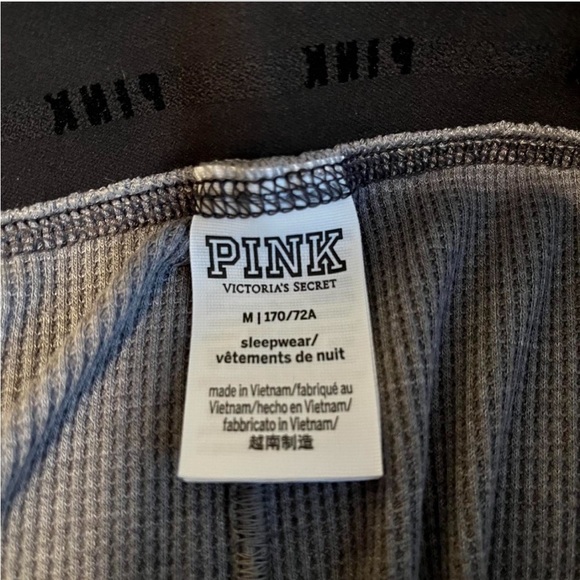 PINK PINK
PINK
VICTORIA'S SECRET
M | 170/72A
sleepwear/
vêtements de nuit
made in Vietnam/fabriqué au
Vietnam/hecho en Vietnam/
fabbricato in Vietnam/
越南制造